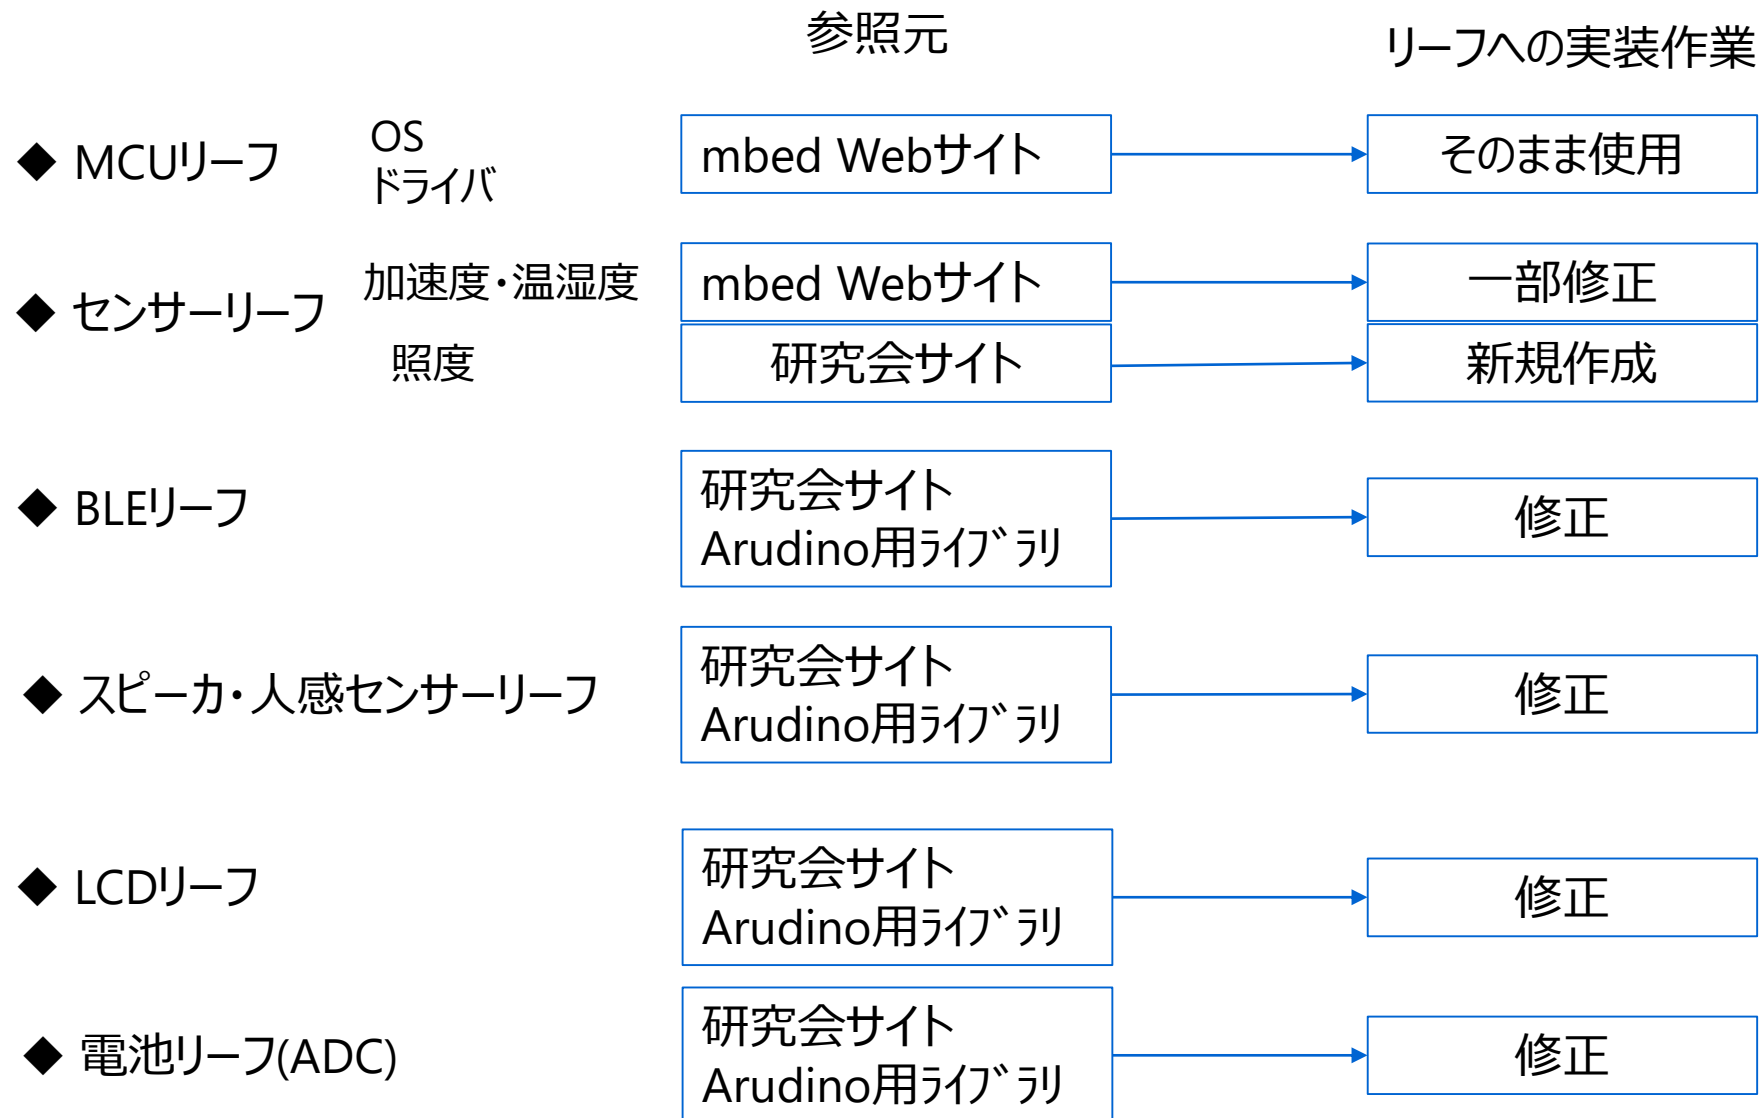 参照元
リーフへの実装作業
◆ MCUリーフ
OS
ドライバ
mbed Webサイト
そのまま使用
◆ センサーリーフ
加速度・温湿度
mbed Webサイト
一部修正
照度
研究会サイト
新規作成
◆ BLEリーフ
研究会サイト
Arudino用ﾗｲﾌﾞﾗﾘ
修正
◆ スピーカ・人感センサーリーフ
研究会サイト
Arudino用ﾗｲﾌﾞﾗﾘ
修正
◆ LCDリーフ
研究会サイト
Arudino用ﾗｲﾌﾞﾗﾘ
修正
◆ 電池リーフ(ADC)
研究会サイト
Arudino用ﾗｲﾌﾞﾗﾘ
修正